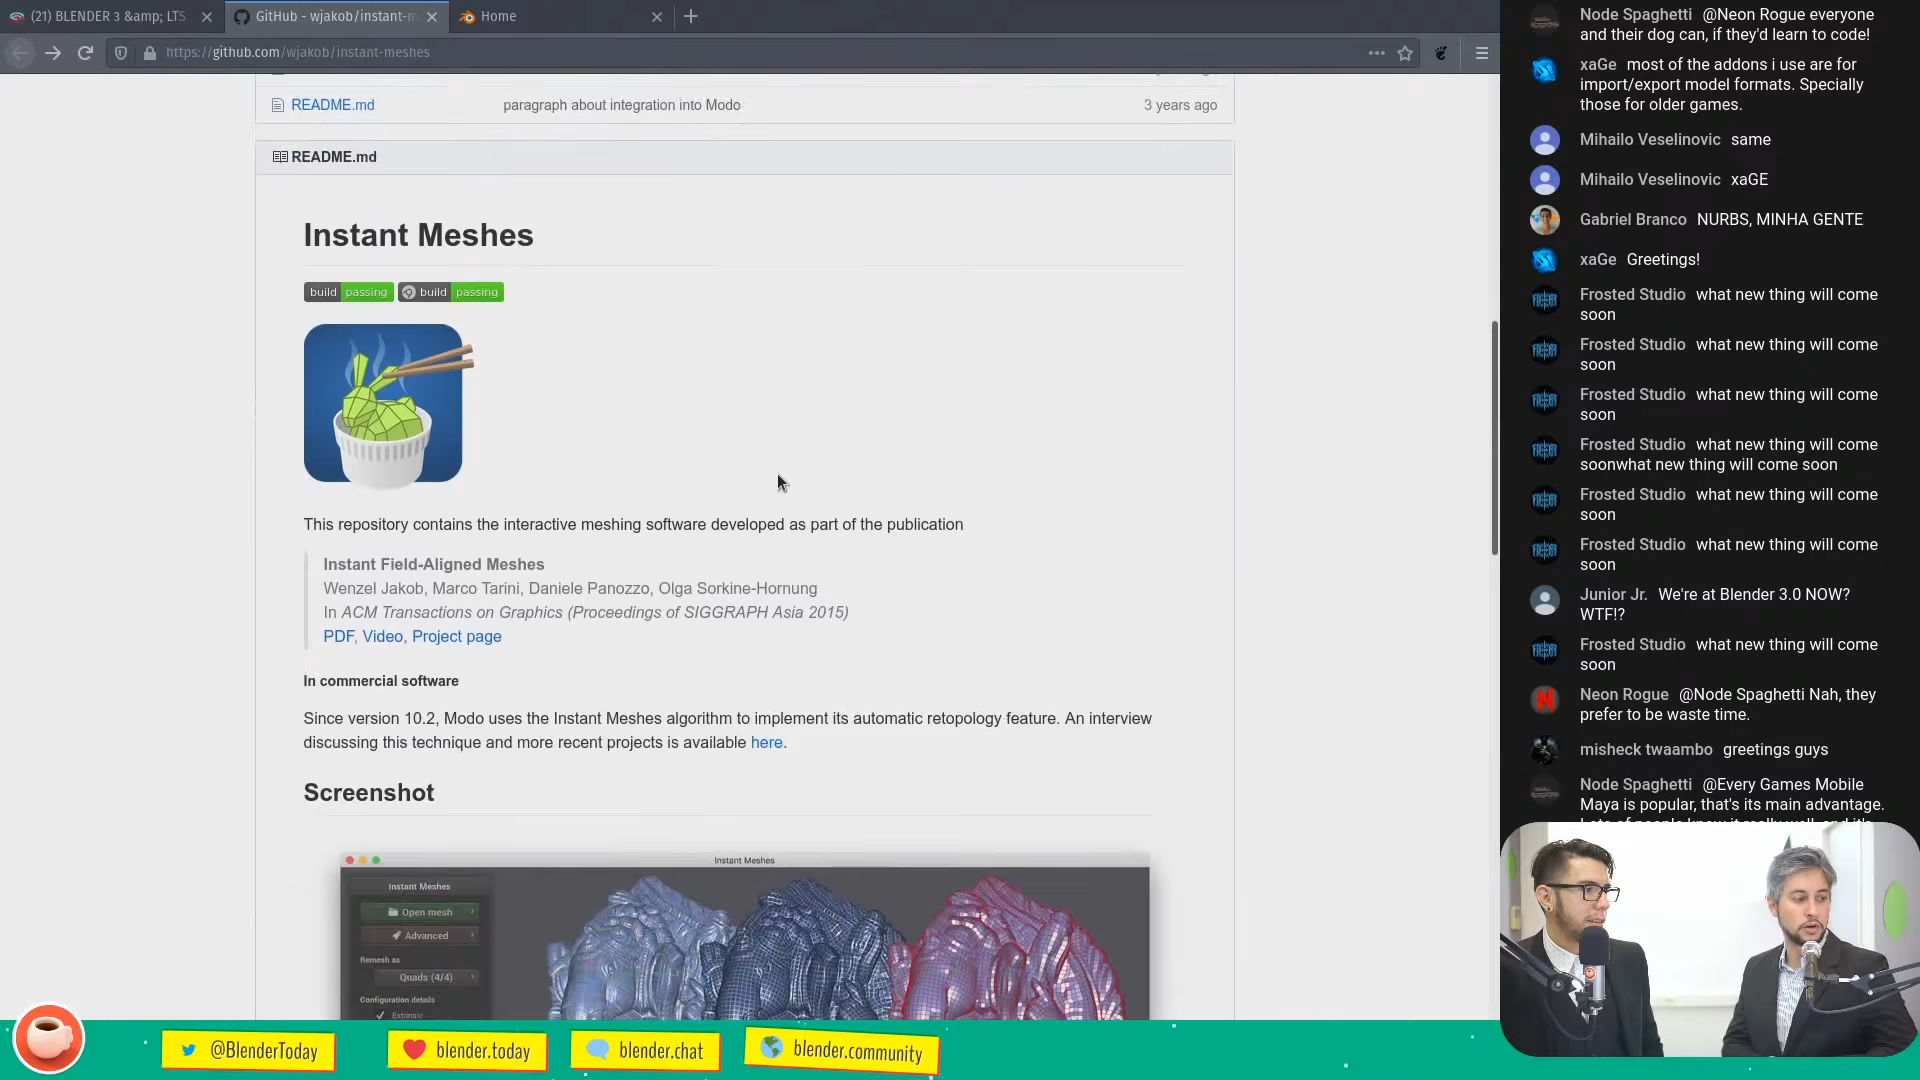 (21) BLENDER 3 &amp; LTS
GitHub - wjakob/instant-m
Home
https://github.com/wjakob/instant-meshes
README.md
paragraph about integration into Modo
3 years ago
README.md
Instant Meshes
build passing
build passing
This repository contains the interactive meshing software developed as part of the publication
Instant Field-Aligned Meshes
Wenzel Jakob, Marco Tarini, Daniele Panozzo, Olga Sorkine-Hornung
In ACM Transactions on Graphics (Proceedings of SIGGRAPH Asia 2015)
PDF, Video, Project page
In commercial software
Since version 10.2, Modo uses the Instant Meshes algorithm to implement its automatic retopology feature. An interview
discussing this technique and more recent projects is available here.
Screenshot
Instant Meshes
Instant Meshes
Open mesh
Advanced
Remesh as
Quads (4/4)
Configuration details
Extrinsic
Node Spaghetti @Neon Rogue everyone
and their dog can, if they'd learn to code!
xaGe most of the addons i use are for
import/export model formats. Specially
those for older games.
Mihailo Veselinovic same
Mihailo Veselinovic xaGE
Gabriel Branco NURBS, MINHA GENTE
xaGe Greetings!
Frosted Studio what new thing will come
soon
Frosted Studio what new thing will come
soon
Frosted Studio what new thing will come
soon
Frosted Studio what new thing will come
soonwhat new thing will come soon
Frosted Studio what new thing will come
soon
Frosted Studio what new thing will come
soon
Junior Jr. We're at Blender 3.0 NOW?
WTF!?
Frosted Studio what new thing will come
soon
Neon Rogue @Node Spaghetti Nah, they
prefer to be waste time.
misheck twaambo greetings guys
Node Spaghetti @Every Games Mobile
Maya is popular, that's its main advantage.
@BlenderToday
blender.today
blender.chat
blender.community